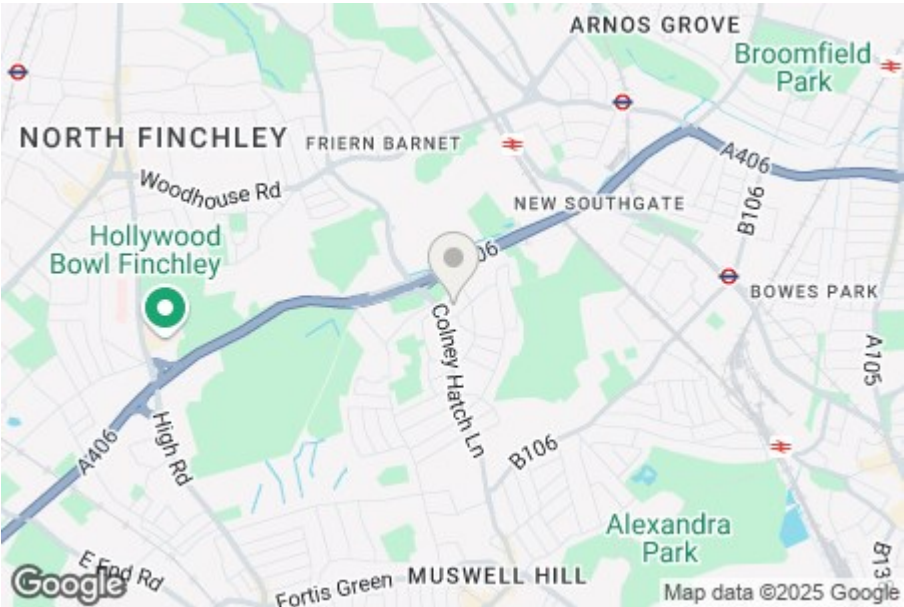 ARNOS GROVE
Broomfield
Park
NORTH FINCHLEY
FRIERN BARNET
A406
Woodhouse Rd
NEW SOUTHGATE
B106
Hollywood
Bowl Finchley
06
BOWES PARK
Colney Hatch Ln
A105
High Rd
A406
B106
Alexandra
Park
E End Rd
Fortis Green
MUSWELL HILL
B13
Google
Map data ©2025 Google